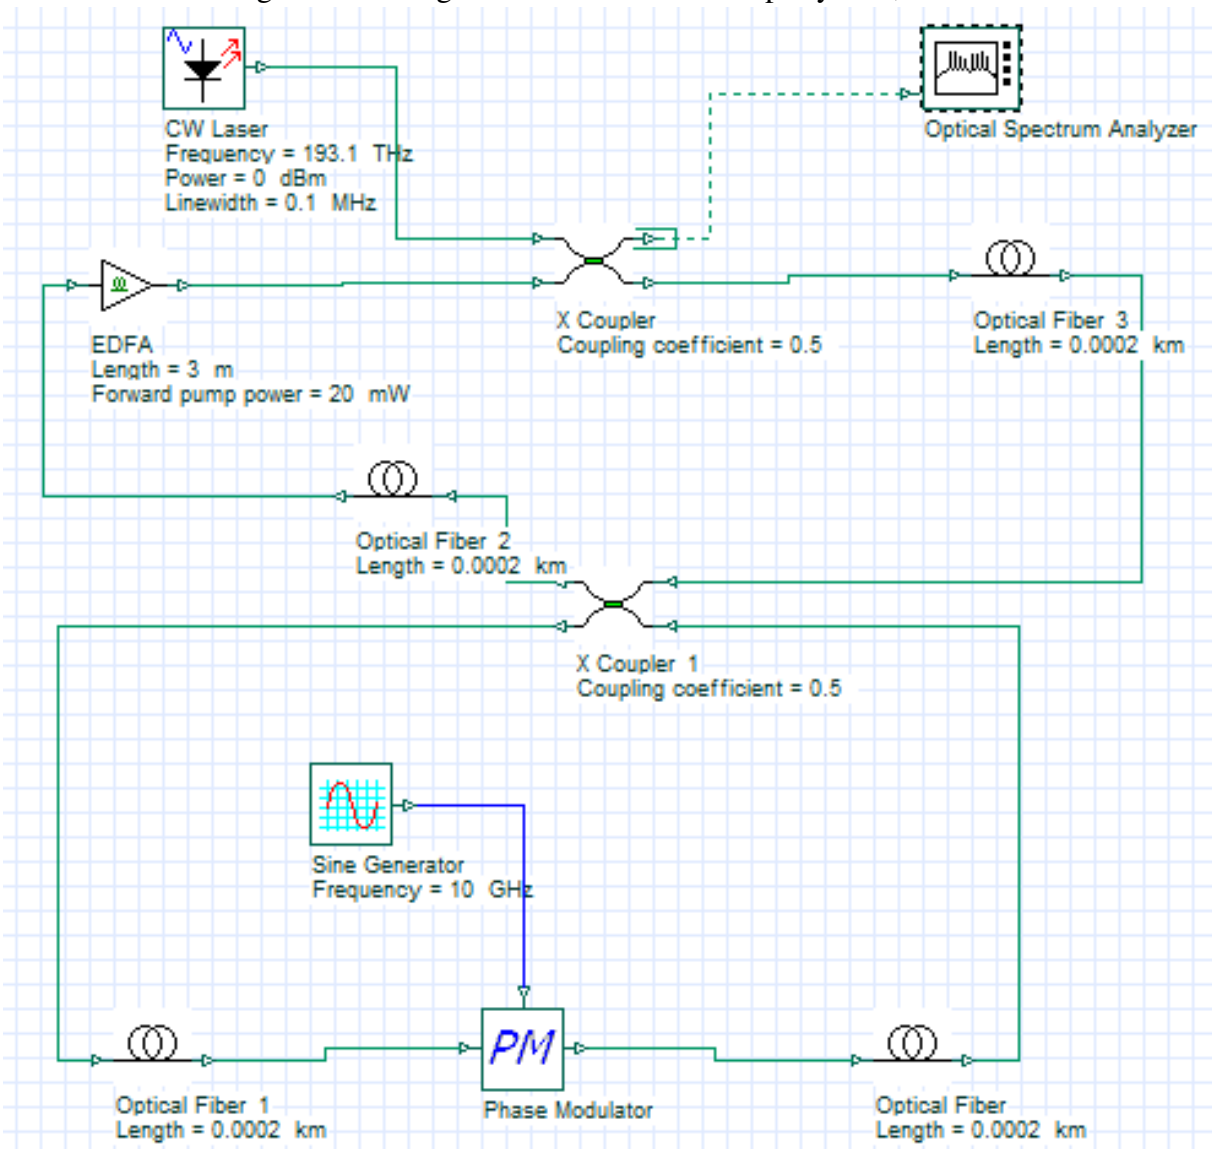 CW Laser
Frequency = 193.1 THz
Power = 0 dBm
Linewidth = 0.1 MHz
Optical Spectrum Analyzer
EDFA
Length = 3 m
Forward pump power = 20 mW
X Coupler
Coupling coefficient = 0.5
Optical Fiber 3
Length = 0.0002 km
Optical Fiber 2
Length = 0.0002 km
X Coupler 1
Coupling coefficient = 0.5
Sine Generator
Frequency = 10 GHz
PM
Phase Modulator
Optical Fiber 1
Length = 0.0002 km
Optical Fiber
Length = 0.0002 km